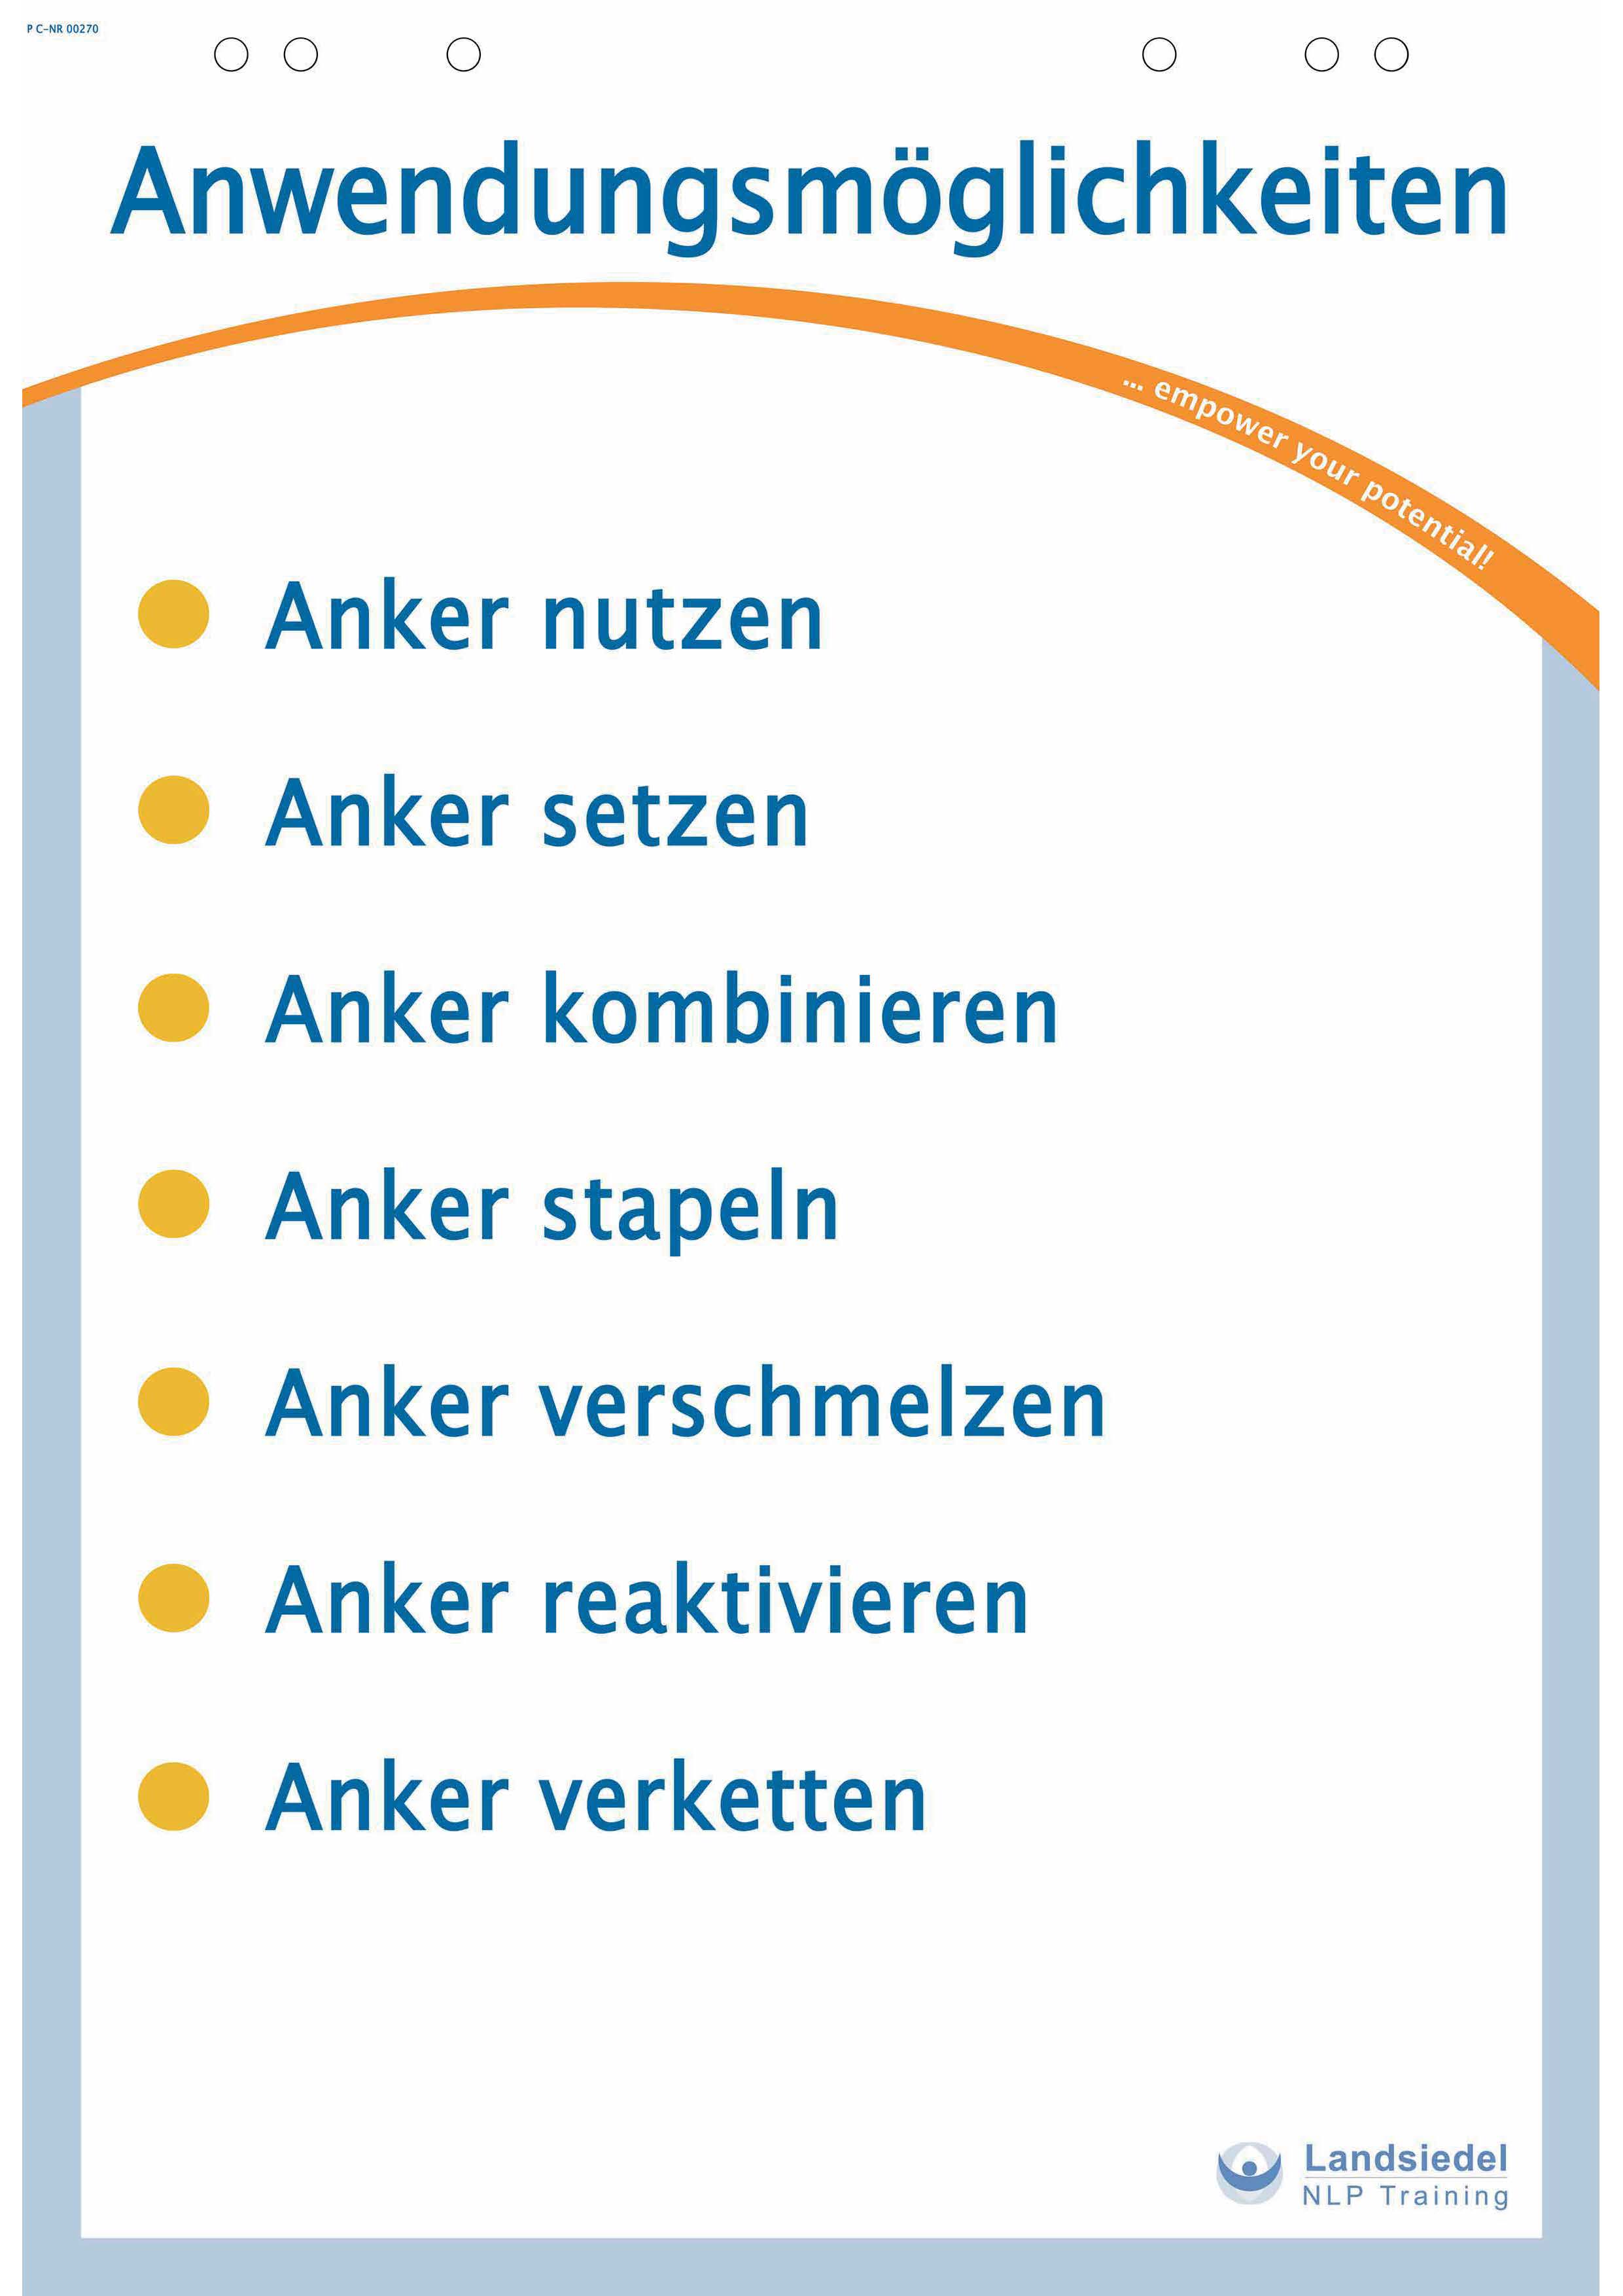 P C-NR 00270
Anwendungsmöglichkeiten
... empower your potential!
Anker nutzen
Anker setzen
Anker kombinieren
Anker stapeln
Anker verschmelzen
Anker reaktivieren
Anker verketten
Landsiedel
NLP Training